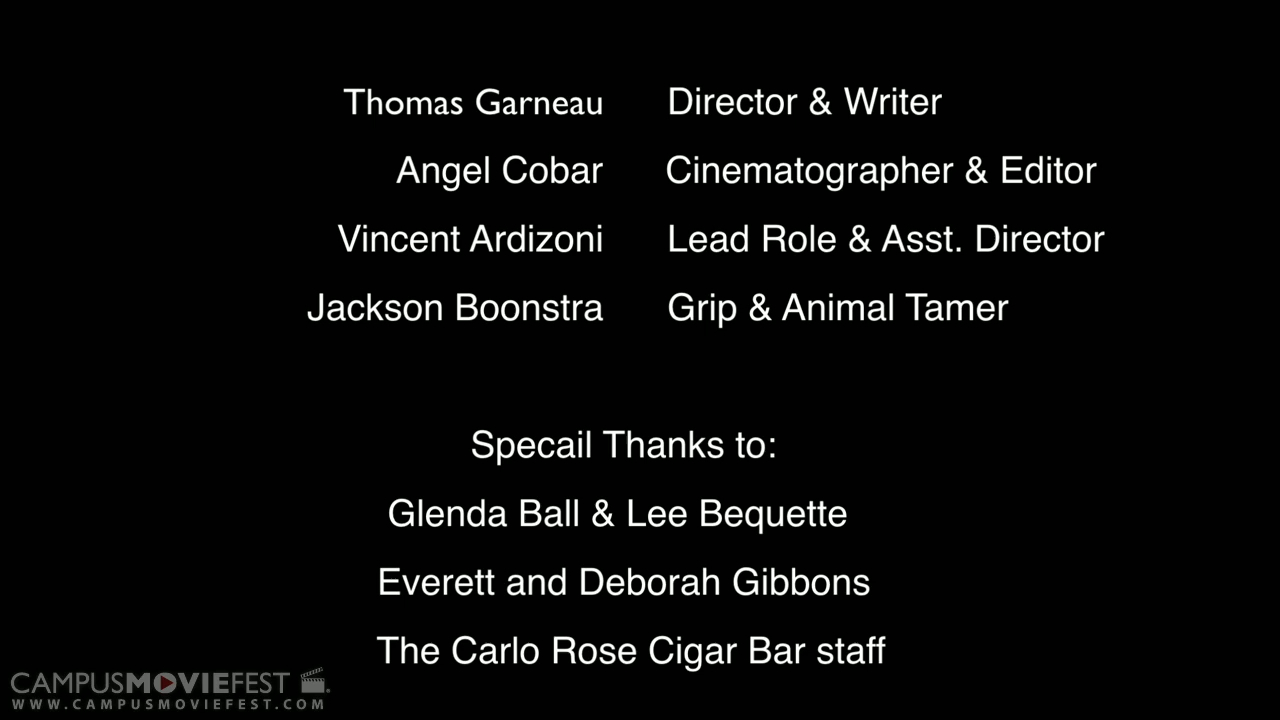 Thomas Garneau Director & Writer
Angel Cobar Cinematographer & Editor
Vincent Ardizoni Lead Role & Asst. Director
Jackson Boonstra Grip & Animal Tamer
Specail Thanks to:
Glenda Ball & Lee Bequette
Everett and Deborah Gibbons
The Carlo Rose Cigar Bar staff
CAMPUSMOVIEFEST
WWW.CAMPUSMOVIEFEST.COM